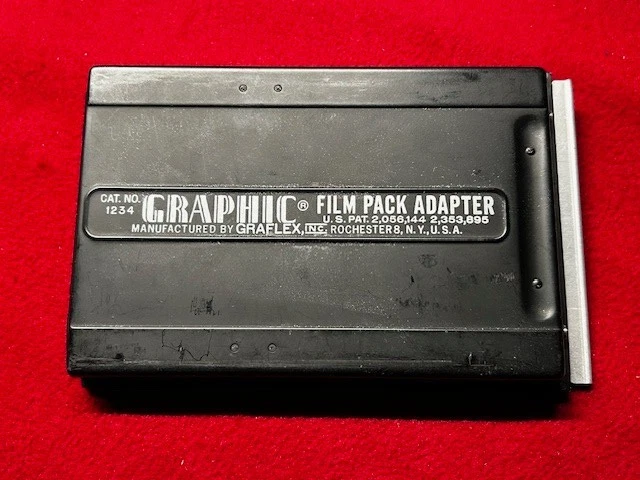 CAT. NO. 1234 GRAPHIC® FILM PACK ADAPTER
U.S. PAT. 2,056,144 2,353,895
MANUFACTURED BY GRAFLEX, INC. ROCHESTER 8, N.Y., U.S.A.